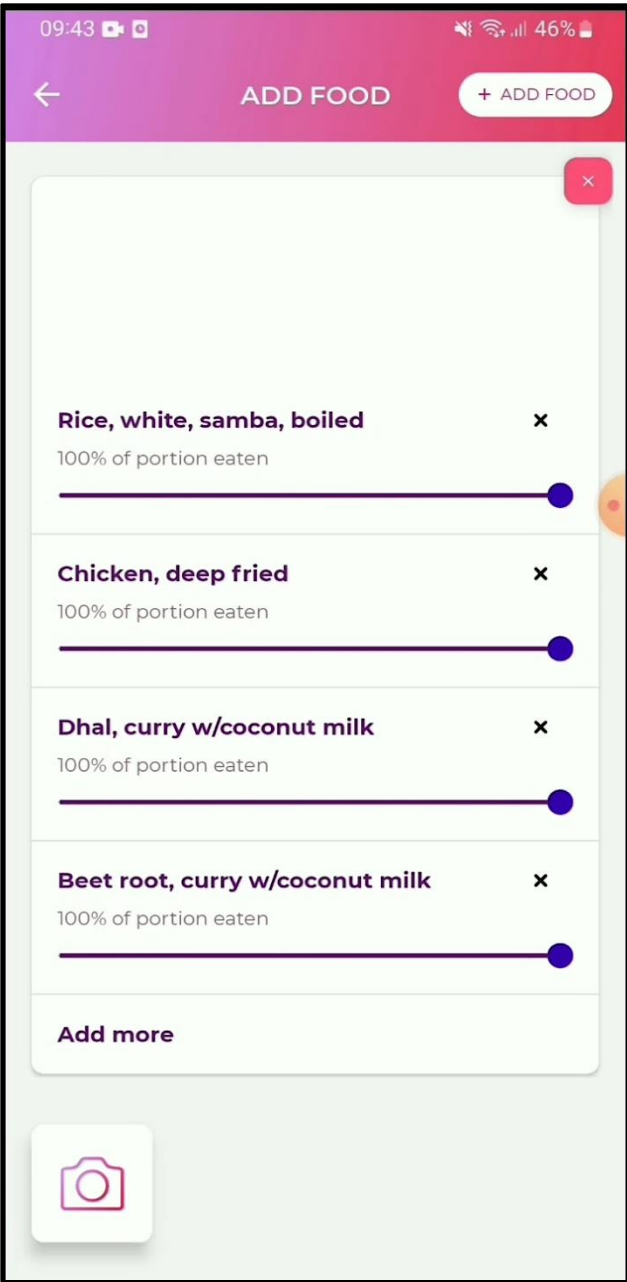 09:43 46%
ADD FOOD
+ ADD FOOD
×
Rice, white, samba, boiled ×
100% of portion eaten
Chicken, deep fried ×
100% of portion eaten
Dhal, curry w/coconut milk ×
100% of portion eaten
Beet root, curry w/coconut milk ×
100% of portion eaten
Add more